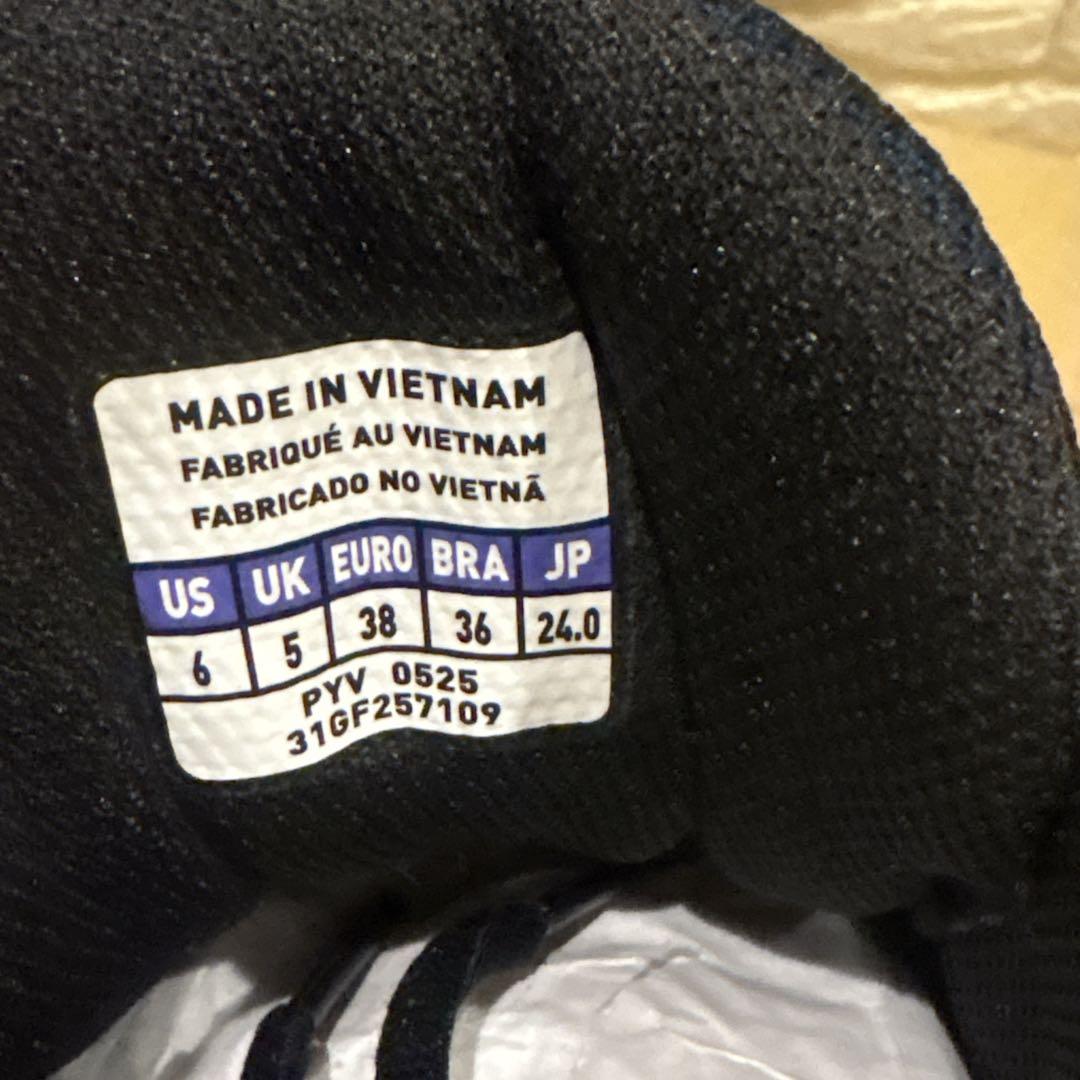 MADE IN VIETNAM
FABRIQUÉ AU VIETNAM
FABRICADO NO VIETNÃ
US UK EURO BRA JP
6 5 38 36 24.0
PYV 0525
31GF257109